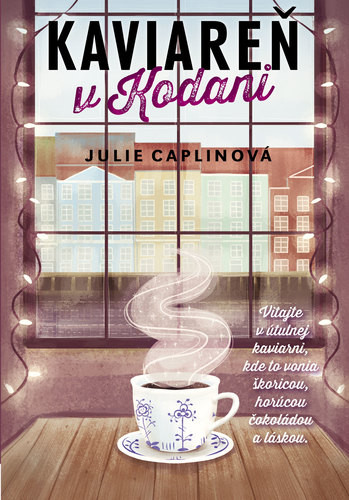 KAVIAREŇ
v Kodani
JULIE CAPLINOVÁ
Vitajte
v útulnej
kaviarni,
kde to vonia
škoricou,
horúcou
čokoládou
a láskou.